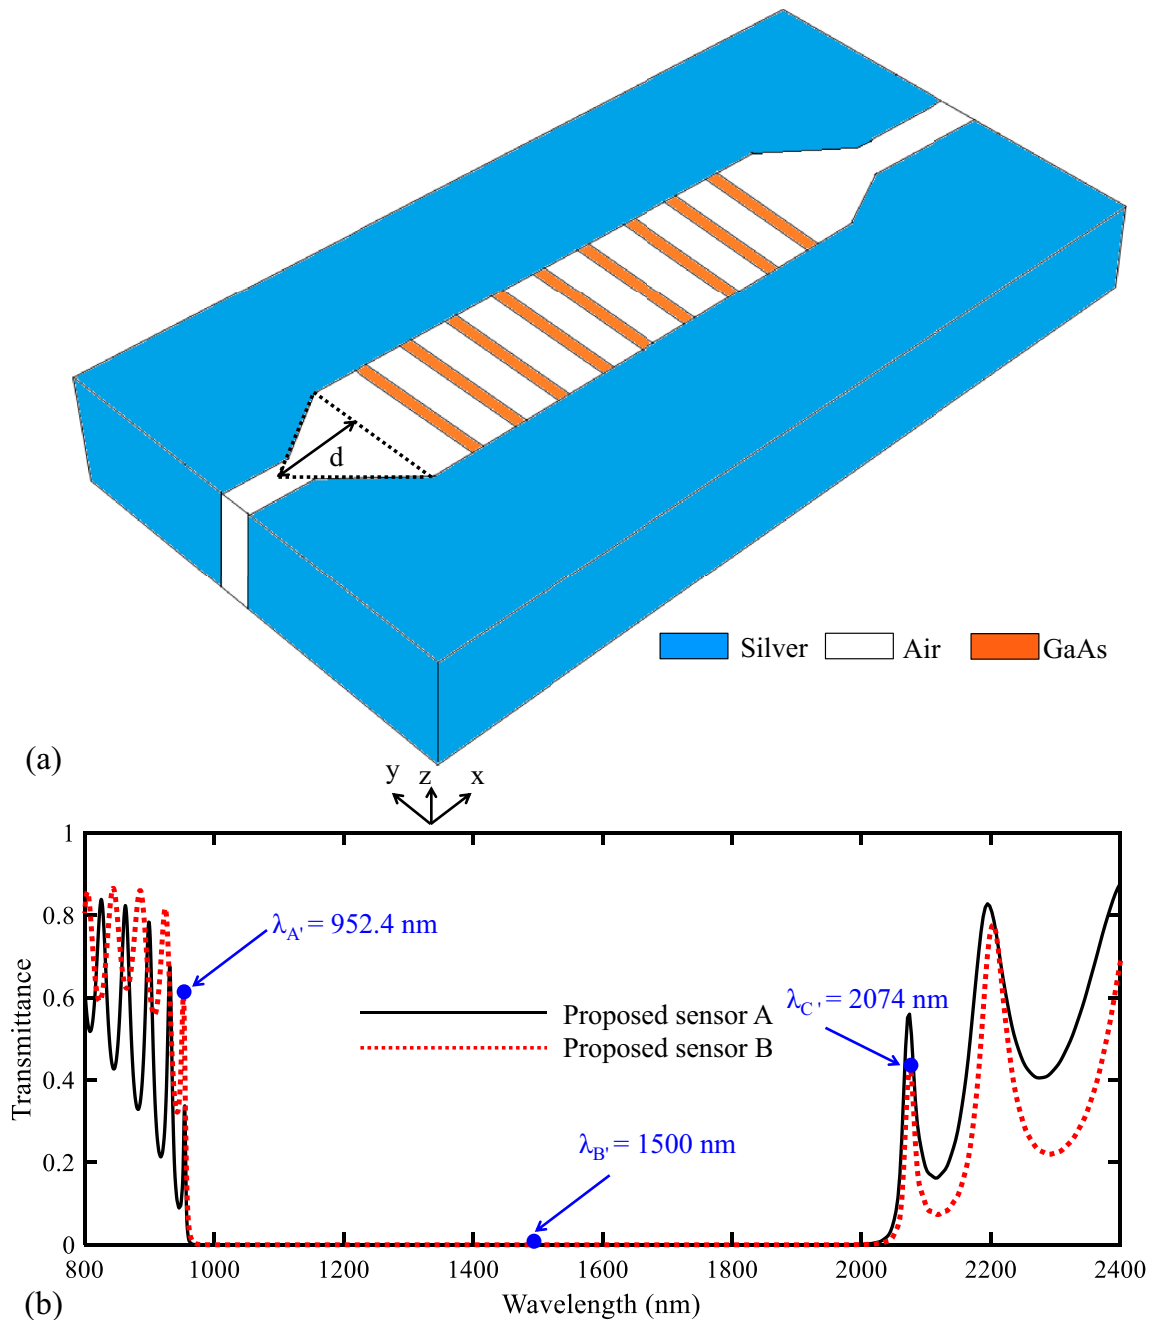 d
Silver
Air
GaAs
(a)
y
z
x
1
0.8
0.6
0.4
0.2
0
Transmittance
λA' = 952.4 nm
λC' = 2074 nm
λB' = 1500 nm
Proposed sensor A
Proposed sensor B
800 1000 1200 1400 1600 1800 2000 2200 2400
Wavelength (nm)
(b)